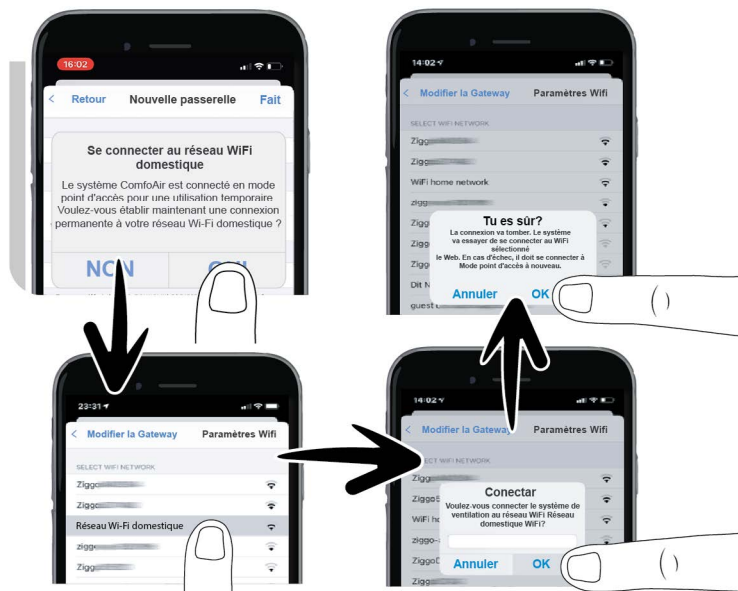 16:02
Retour Nouvelle passerelle Fait
Se connecter au réseau WiFi
domestique
Le système ComfoAir est connecté en mode
point d'accès pour une utilisation temporaire
Voulez-vous établir maintenant une connexion
permanente à votre réseau Wi-Fi domestique ?
NON
23:31
Modifier la Gateway Paramètres Wifi
SELECT WIFI NETWORK
Réseau Wi-Fi domestique
14:02
Modifier la Gateway Paramètres Wifi
Conectar
Voulez-vous connecter le système de
ventilation au réseau WiFi Réseau
domestique WiFi?
Annuler OK
14:02
Modifier la Gateway Paramètres Wifi
SELECT WIFI NETWORK
WiFi home network
Tu es sûr?
La connexion va tomber. Le système
va essayer de se connecter au WiFi
sélectionné
le Web. En cas d'échec, il doit se connecter à
Mode point d'accès à nouveau.
Annuler OK